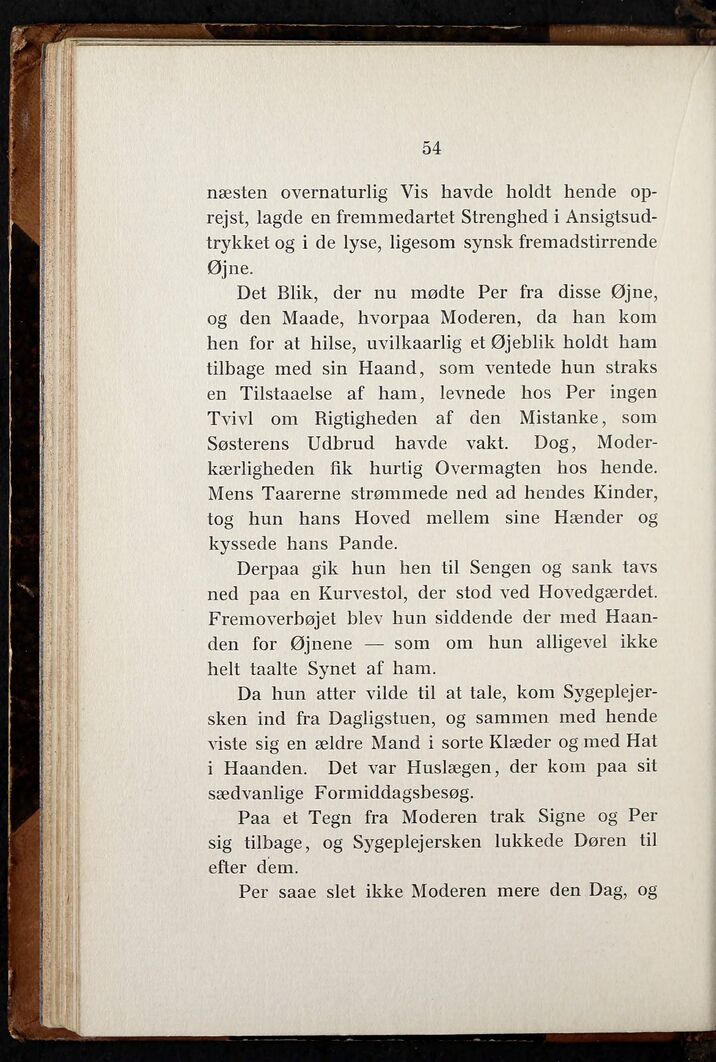 54
næsten overnaturlig Vis havde holdt hende op-
rejst, lagde en fremmedartet Strenghed i Ansigtsud-
trykket og i de lyse, ligesom synsk fremadstirrende
Øjne.
Det Blik, der nu mødte Per fra disse Øjne,
og den Maade, hvorpaa Moderen, da han kom
hen for at hilse, uvilkaarlig et Øjeblik holdt ham
tilbage med sin Haand, som ventede hun straks
en Tilstaaelse af ham, levnede hos Per ingen
Tvivl om Rigtigheden af den Mistanke, som
Søsterens Udbrud havde vakt. Dog, Moder-
kærligheden fik hurtig Overmagten hos hende.
Mens Taarerne strømmede ned ad hendes Kinder,
tog hun hans Hoved mellem sine Hænder og
kyssede hans Pande.
Derpaa gik hun hen til Sengen og sank tavs
ned paa en Kurvestol, der stod ved Hovedgærdet.
Fremoverbøjet blev hun siddende der med Haan-
den for Øjnene — som om hun alligevel ikke
helt taalte Synet af ham.
Da hun atter vilde til at tale, kom Sygeplejer-
sken ind fra Dagligstuen, og sammen med hende
viste sig en ældre Mand i sorte Klæder og med Hat
i Haanden. Det var Huslægen, der kom paa sit
sædvanlige Formiddagsbesøg.
Paa et Tegn fra Moderen trak Signe og Per
sig tilbage, og Sygeplejersken lukkede Døren til
efter dem.
Per saae slet ikke Moderen mere den Dag, og